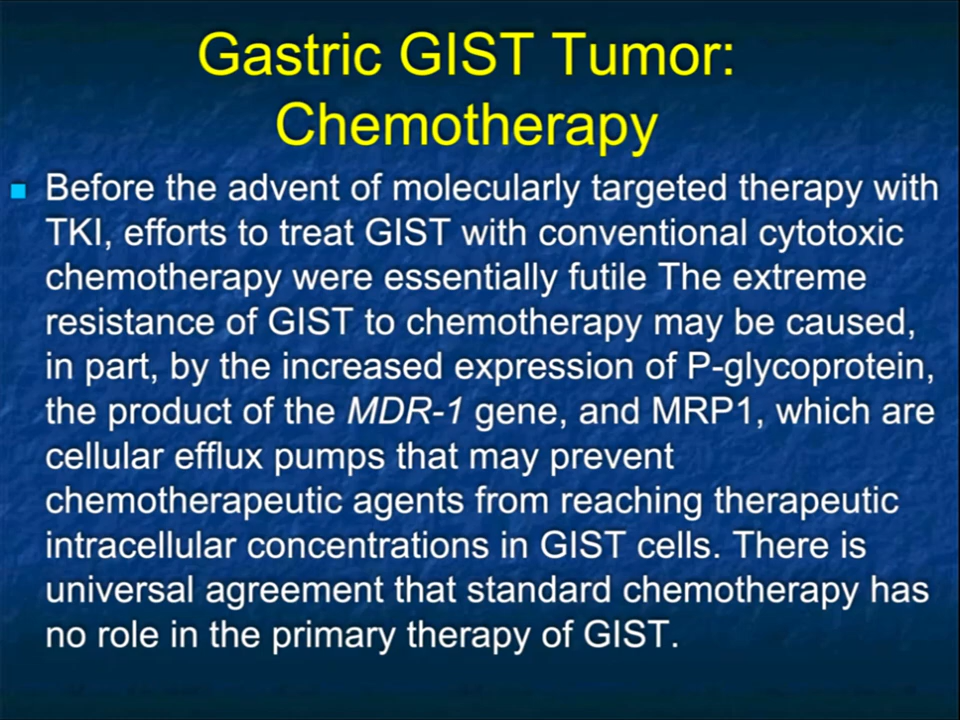 Gastric GIST Tumor:
Chemotherapy
Before the advent of molecularly targeted therapy with
TKI, efforts to treat GIST with conventional cytotoxic
chemotherapy were essentially futile The extreme
resistance of GIST to chemotherapy may be caused,
in part, by the increased expression of P-glycoprotein,
the product of the MDR-1 gene, and MRP1, which are
cellular efflux pumps that may prevent
chemotherapeutic agents from reaching therapeutic
intracellular concentrations in GIST cells. There is
universal agreement that standard chemotherapy has
no role in the primary therapy of GIST.